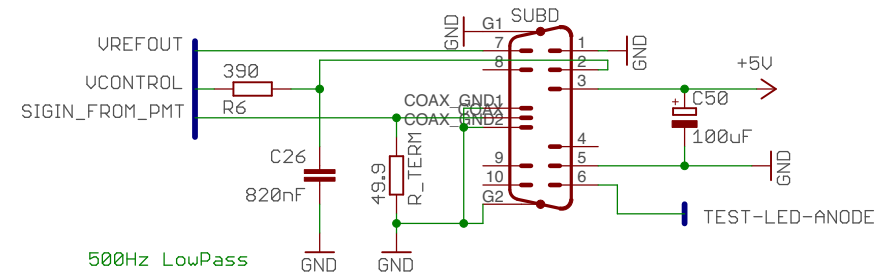 SUBD
GND
G1
VREFOUT
7
1
GND
8
2
+5V
390
VCONTROL
3
R6
COAX_GND1
COAX
SIGIN_FROM_PMT
COAX_GND2
+
C50
100uF
4
C26
820nF
49.9
R_TERM
9
5
GND
10
6
G2
TEST-LED-ANODE
500Hz LowPass
GND
GND